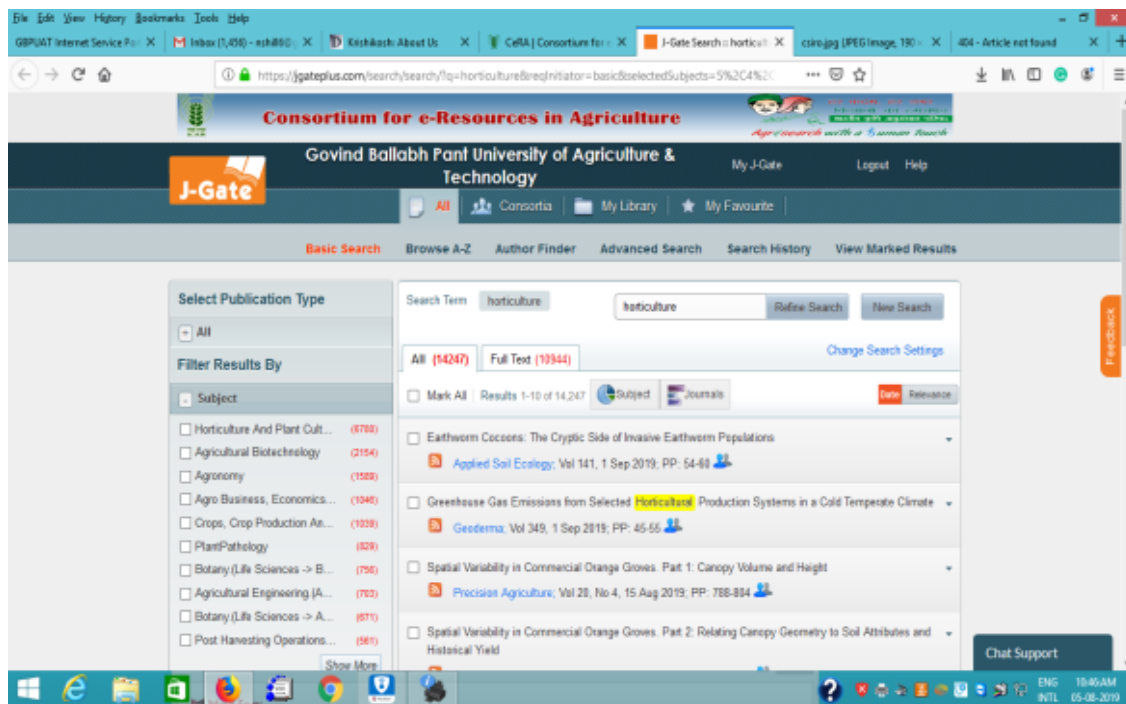 File Edit View History Bookmarks Tools Help
GBPUAT Internet Service Por
Inbox (1,458) -
Krishikosh: About Us
CeRA | Consortium for
J-Gate Search :: horticult
csiro.jpg (JPEG Image, 190
404 - Article not found
https://jgateplus.com/search/search/?q=horticulture&reqInitiator=basic&selectedSubjects=5%2C4%2C
Consortium for e-Resources in Agriculture
Agrisearch with a human touch
J-Gate
Govind Ballabh Pant University of Agriculture &
Technology
My J-Gate Logout Help
All Consortia My Library My Favourite
Basic Search Browse A-Z Author Finder Advanced Search Search History View Marked Results
Select Publication Type
All
Filter Results By
Subject
Horticulture And Plant Cult... (6788)
Agricultural Biotechnology (2154)
Agronomy (1588)
Agro Business, Economics... (1046)
Crops, Crop Production An... (1039)
PlantPathology (829)
Botany.(Life Sciences -> B... (756)
Agricultural Engineering.(A... (703)
Botany.(Life Sciences -> A... (671)
Post Harvesting Operations... (561)
Show More
Search Term horticulture
horticulture Refine Search New Search
Change Search Settings
All (14247) Full Text (10944)
Mark All Results 1-10 of 14,247 Subject Journals Date Relevance
Earthworm Cocoons: The Cryptic Side of Invasive Earthworm Populations
Applied Soil Ecology; Vol 141, 1 Sep 2019; PP: 54-60
Greenhouse Gas Emissions from Selected Horticultural Production Systems in a Cold Temperate Climate
Geoderma; Vol 349, 1 Sep 2019; PP: 45-55
Spatial Variability in Commercial Orange Groves. Part 1: Canopy Volume and Height
Precision Agriculture; Vol 20, No 4, 15 Aug 2019; PP: 788-804
Spatial Variability in Commercial Orange Groves. Part 2: Relating Canopy Geometry to Soil Attributes and
Historical Yield
Feedback
Chat Support
ENG 10:46 AM
INTL 05-08-2019